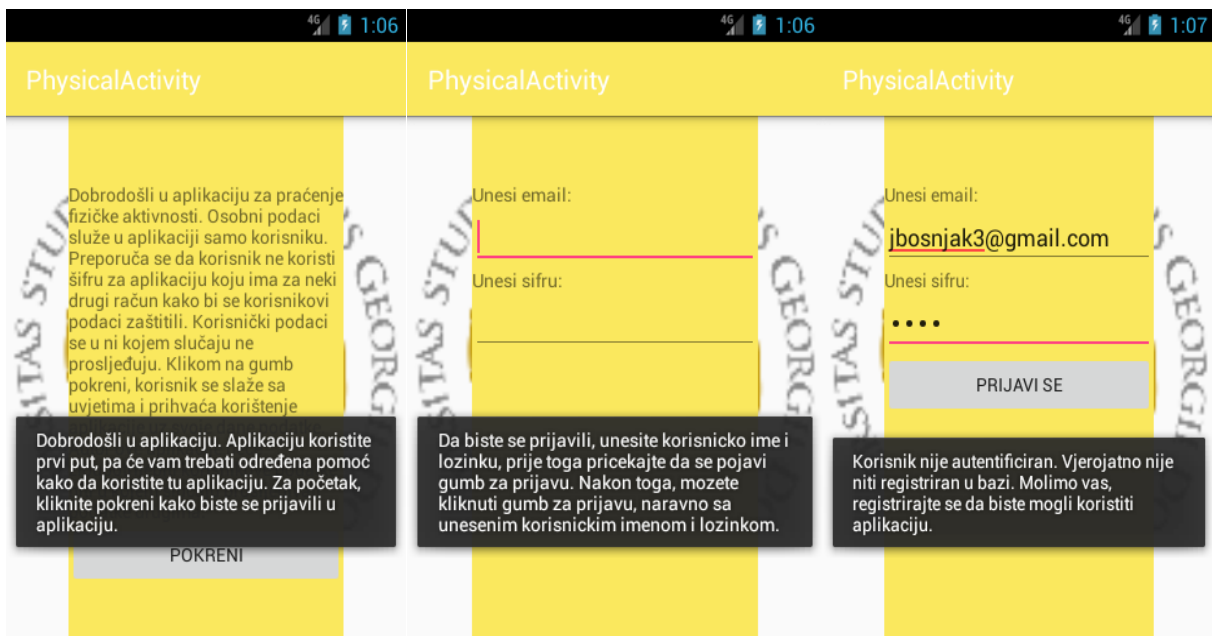 4G 1:06
PhysicalActivity
Dobrodošli u aplikaciju za praćenje
fizičke aktivnosti. Osobni podaci
služe u aplikaciji samo korisniku.
Preporuča se da korisnik ne koristi
šifru za aplikaciju koju ima za neki
drugi račun kako bi se korisnikovi
podaci zaštitili. Korisnički podaci
se u ni kojem slučaju ne
prosljeđuju. Klikom na gumb
pokreni, korisnik se slaže sa
uvjetima i prihvaća korištenje
Dobrodošli u aplikaciju. Aplikaciju koristite
prvi put, pa će vam trebati određena pomoć
kako da koristite tu aplikaciju. Za početak,
kliknite pokreni kako biste se prijavili u
aplikaciju.
POKRENI
4G 1:06
PhysicalActivity
Unesi email:
Unesi sifru:
Da biste se prijavili, unesite korisnicko ime i
lozinku, prije toga pricekajte da se pojavi
gumb za prijavu. Nakon toga, mozete
kliknuti gumb za prijavu, naravno sa
unesenim korisnickim imenom i lozinkom.
4G 1:07
PhysicalActivity
Unesi email:
jbosnjak3@gmail.com
Unesi sifru:
••••
PRIJAVI SE
Korisnik nije autentificiran. Vjerojatno nije
niti registriran u bazi. Molimo vas,
registrirajte se da biste mogli koristiti
aplikaciju.